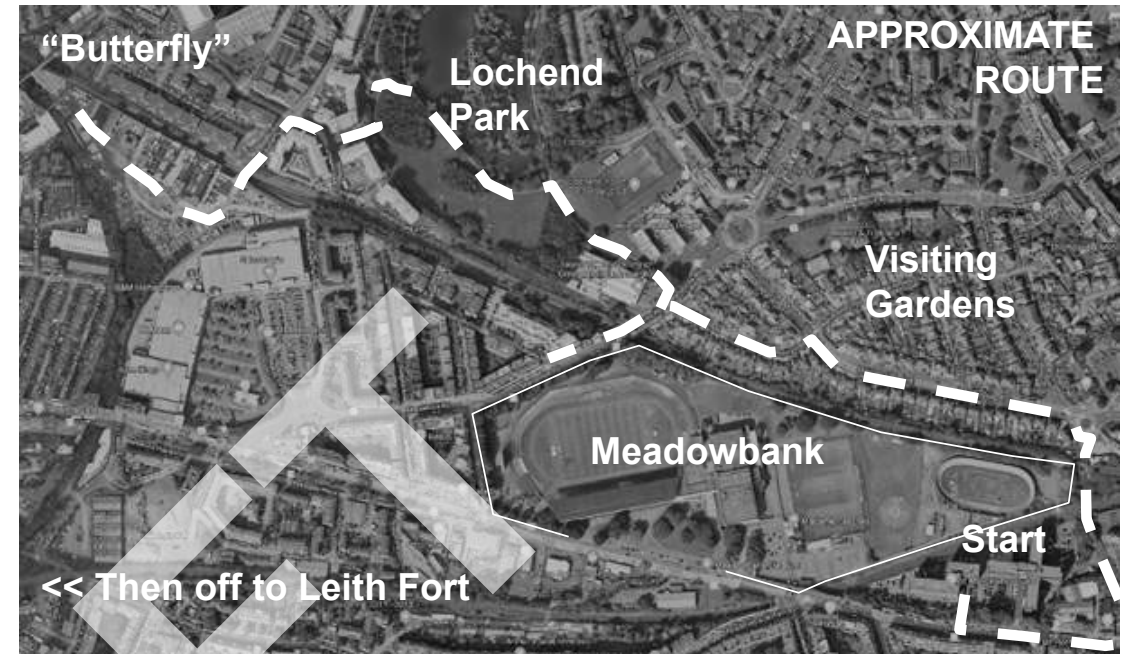 “Butterfly”
APPROXIMATE
ROUTE
Lochend
Park
Visiting
Gardens
Meadowbank
Start
<< Then off to Leith Fort